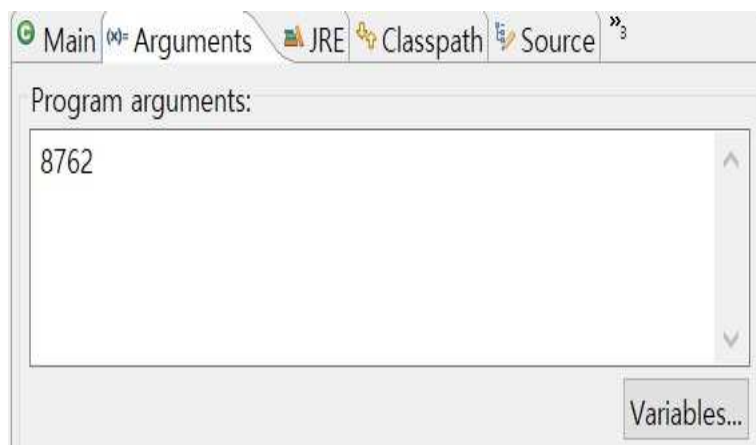 Main (x)= Arguments JRE Classpath Source »3
Program arguments:
8762
Variables...